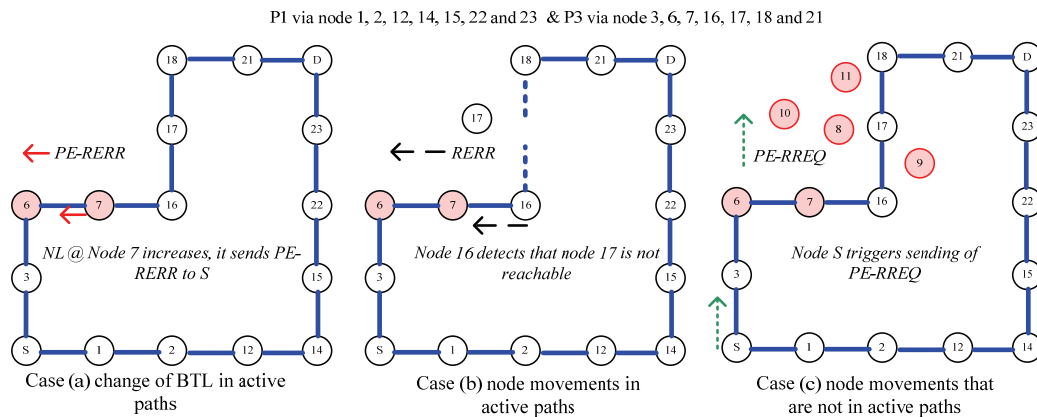 P1 via node 1, 2, 12, 14, 15, 22 and 23 & P3 via node 3, 6, 7, 16, 17, 18 and 21
18 21 D
17 23
PE-RERR
6 7 16 22
NL @ Node 7 increases, it sends PE-
RERR to S
3 15
S 1 2 12 14
Case (a) change of BTL in active
paths
18 21 D
17 23
RERR
6 7 16 22
Node 16 detects that node 17 is not
reachable
3 15
S 1 2 12 14
Case (b) node movements in
active paths
18 21 D
11
10 8 17 23
PE-RREQ
9
6 7 16 22
Node S triggers sending of
PE-RREQ
3 15
S 1 2 12 14
Case (c) node movements that
are not in active paths